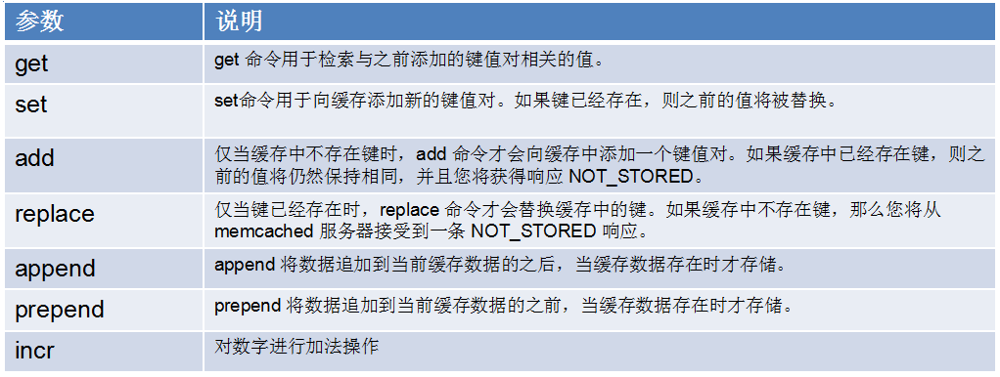 参数 说明
get get 命令用于检索与之前添加的键值对相关的值。
set set命令用于向缓存添加新的键值对。如果键已经存在，则之前的值将被替换。
add 仅当缓存中不存在键时，add 命令才会向缓存中添加一个键值对。如果缓存中已经存在键，则之
前的值将仍然保持相同，并且您将获得响应 NOT_STORED。
replace 仅当键已经存在时，replace 命令才会替换缓存中的键。如果缓存中不存在键，那么您将从
memcached 服务器接受到一条 NOT_STORED 响应。
append append 将数据追加到当前缓存数据的之后，当缓存数据存在时才存储。
prepend prepend 将数据追加到当前缓存数据的之前，当缓存数据存在时才存储。
incr 对数字进行加法操作